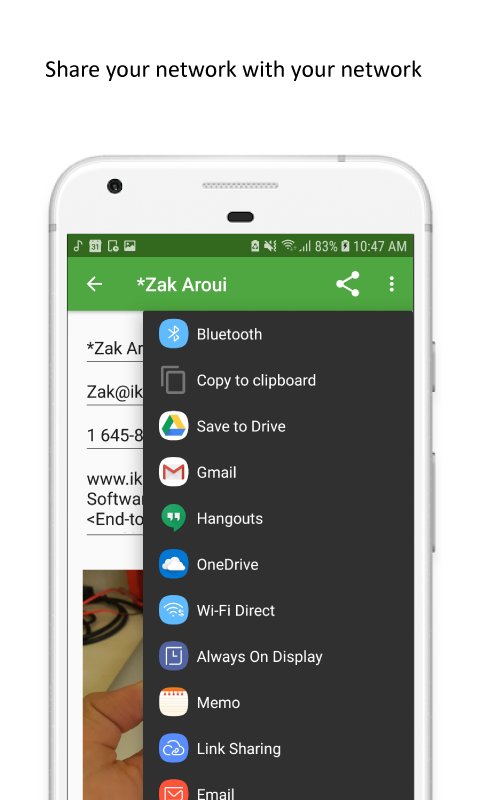 Share your network with your network
31 83% 10:47 AM
*Zak Aroui
*Zak Ar
Zak@ik
1 645-8
www.ik
Softwar
<End-to
Bluetooth
Copy to clipboard
Save to Drive
Gmail
Hangouts
OneDrive
Wi-Fi Direct
Always On Display
Memo
Link Sharing
Email